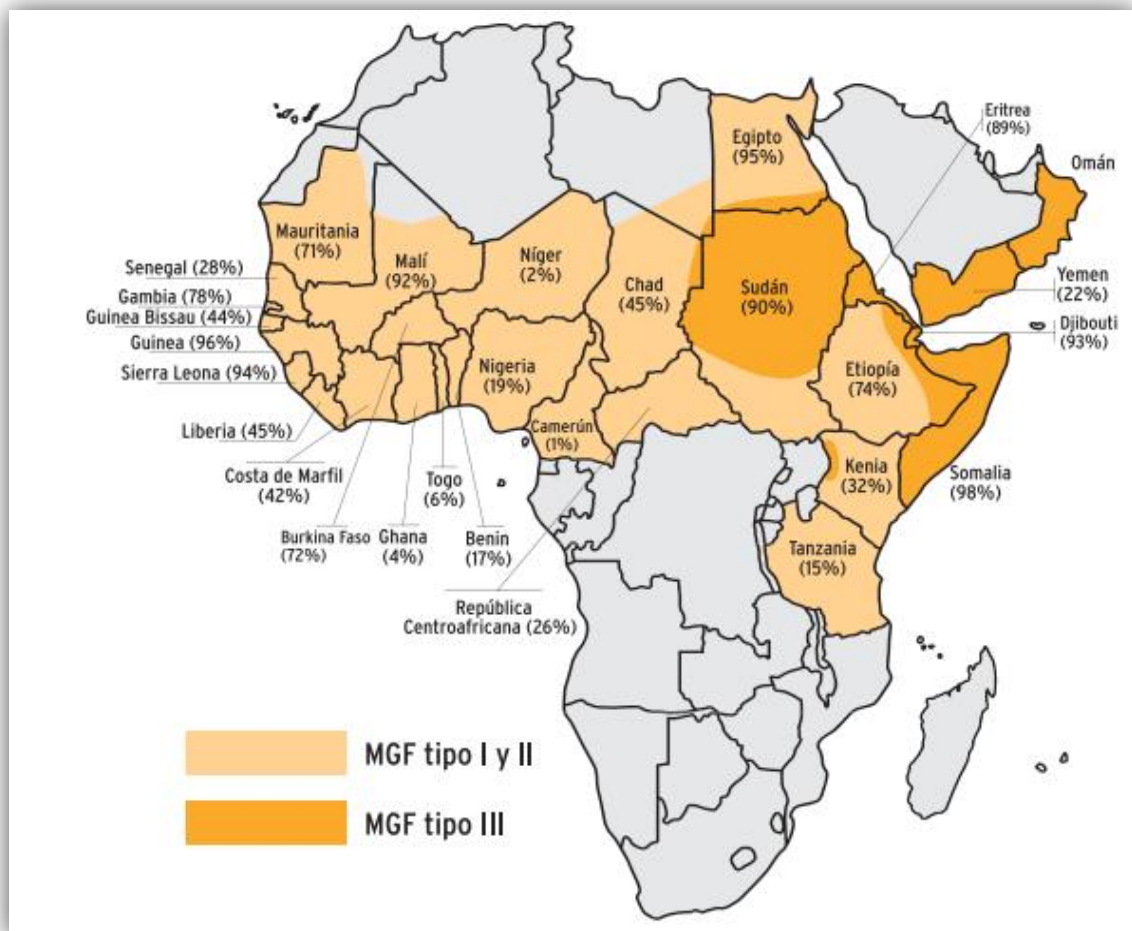 Eritrea
(89%)
Egipto
(95%)
Omán
Mauritania
(71%)
Malí
(92%)
Níger
(2%)
Chad
(45%)
Sudán
(90%)
Yemen
(22%)
Senegal (28%)
Gambia (78%)
Guinea Bissau (44%)
Guinea (96%)
Sierra Leona (94%)
Djibouti
(93%)
Nigeria
(19%)
Etiopía
(74%)
Liberia (45%)
Camerún
(1%)
Costa de Marfil
(42%)
Togo
(6%)
Kenia
(32%)
Somalia
(98%)
Burkina Faso
(72%)
Ghana
(4%)
Benin
(17%)
Tanzania
(15%)
República
Centroafricana (26%)
MGF tipo I y II
MGF tipo III